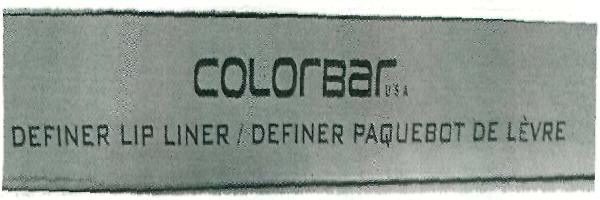 COLORBAR
USA
DEFINER LIP LINER / DEFINER PAQUEBOT DE LÈVRE